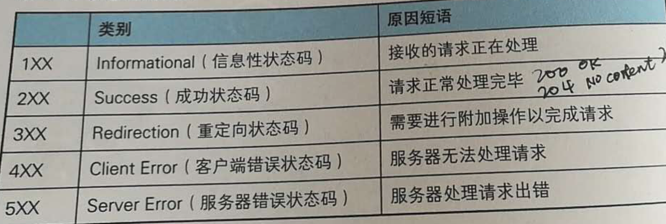 类别 原因短语
1XX Informational（信息性状态码） 接收的请求正在处理
2XX Success（成功状态码） 请求正常处理完毕 200 OK
204 No content
3XX Redirection（重定向状态码） 需要进行附加操作以完成请求
4XX Client Error（客户端错误状态码） 服务器无法处理请求
5XX Server Error（服务器错误状态码） 服务器处理请求出错